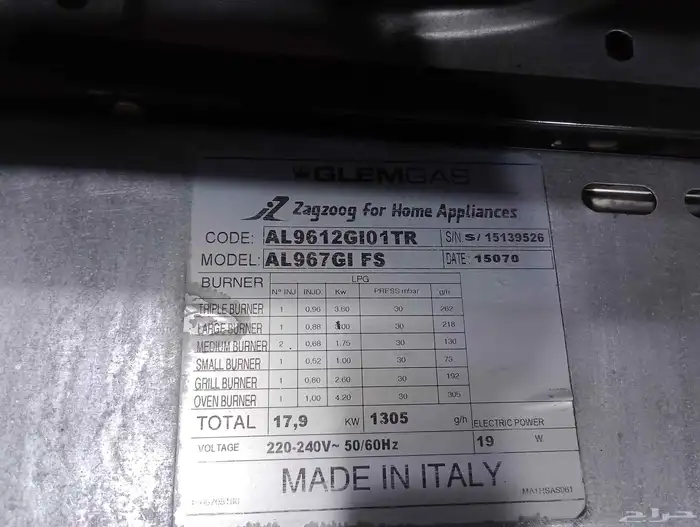 GLEMGAS
Zagzoog for Home Appliances
CODE: AL9612GI01TR S/N S/15139526
MODEL: AL967GI FS DATE: 15070
BURNER LPG
N° INJ INJD Kw PRESS mbar g/h
TRIPLE BURNER 1 0,96 3.60 30 262
LARGE BURNER 1 0,88 3.00 30 218
MEDIUM BURNER 2 0,68 1.75 30 130
SMALL BURNER 1 0,52 1.00 30 73
GRILL BURNER 1 0,80 2.60 30 192
OVEN BURNER 1 1,00 4.20 30 305
TOTAL 17,9 KW 1305 g/h ELECTRIC POWER
VOLTAGE 220-240V~ 50/60Hz 19 W
MADE IN ITALY
حراج